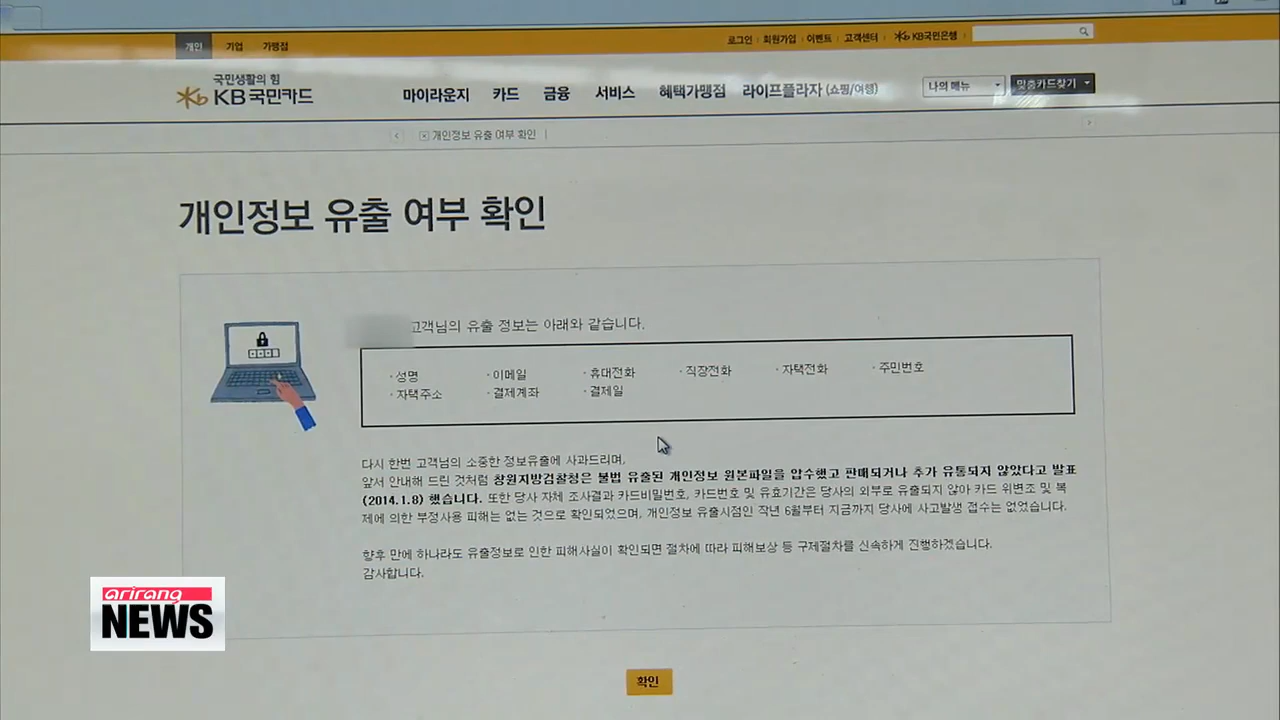 개인 기업 가맹점
로그인 회원가입 이벤트 고객센터 KB국민은행
국민생활의 힘
KB국민카드
마이라운지 카드 금융 서비스 혜택가맹점 라이프플라자 (쇼핑/여행)
나의 메뉴 맞춤카드찾기
개인정보 유출 여부 확인
개인정보 유출 여부 확인
고객님의 유출 정보는 아래와 같습니다.
· 성명 · 이메일 · 휴대전화 · 직장전화 · 자택전화 · 주민번호
· 자택주소 · 결제계좌 · 결제일
다시 한번 고객님의 소중한 정보유출에 사과드리며,
앞서 안내해 드린 것처럼 창원지방검찰청은 불법 유출된 개인정보 원본파일을 압수했고 판매되거나 추가 유통되지 않았다고 발표
(2014.1.8) 했습니다. 또한 당사 자체 조사결과 카드비밀번호, 카드번호 및 유효기간은 당사의 외부로 유출되지 않아 카드 위변조 및 복
제에 의한 부정사용 피해는 없는 것으로 확인되었으며, 개인정보 유출시점인 작년 6월부터 지금까지 당사에 사고발생 접수는 없었습니다.
향후 만에 하나라도 유출정보로 인한 피해사실이 확인되면 절차에 따라 피해보상 등 구제절차를 신속하게 진행하겠습니다.
감사합니다.
arirang
NEWS
확인